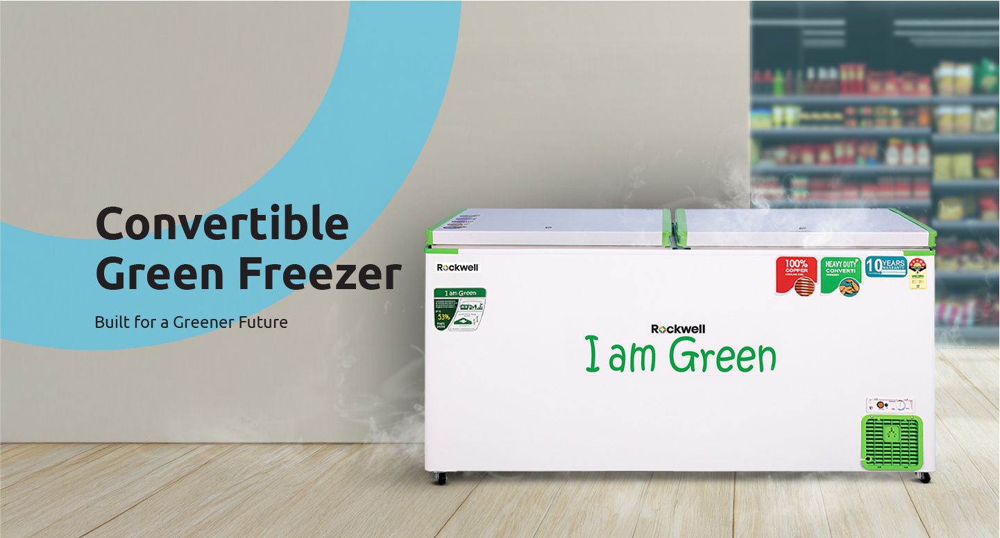 Convertible
Green Freezer
Built for a Greener Future
Rockwell
I am Green
53%
100%
COPPER
HEAVY DUTY
CONVERTI
10 YEARS
WARRANTY
Rockwell
I am Green